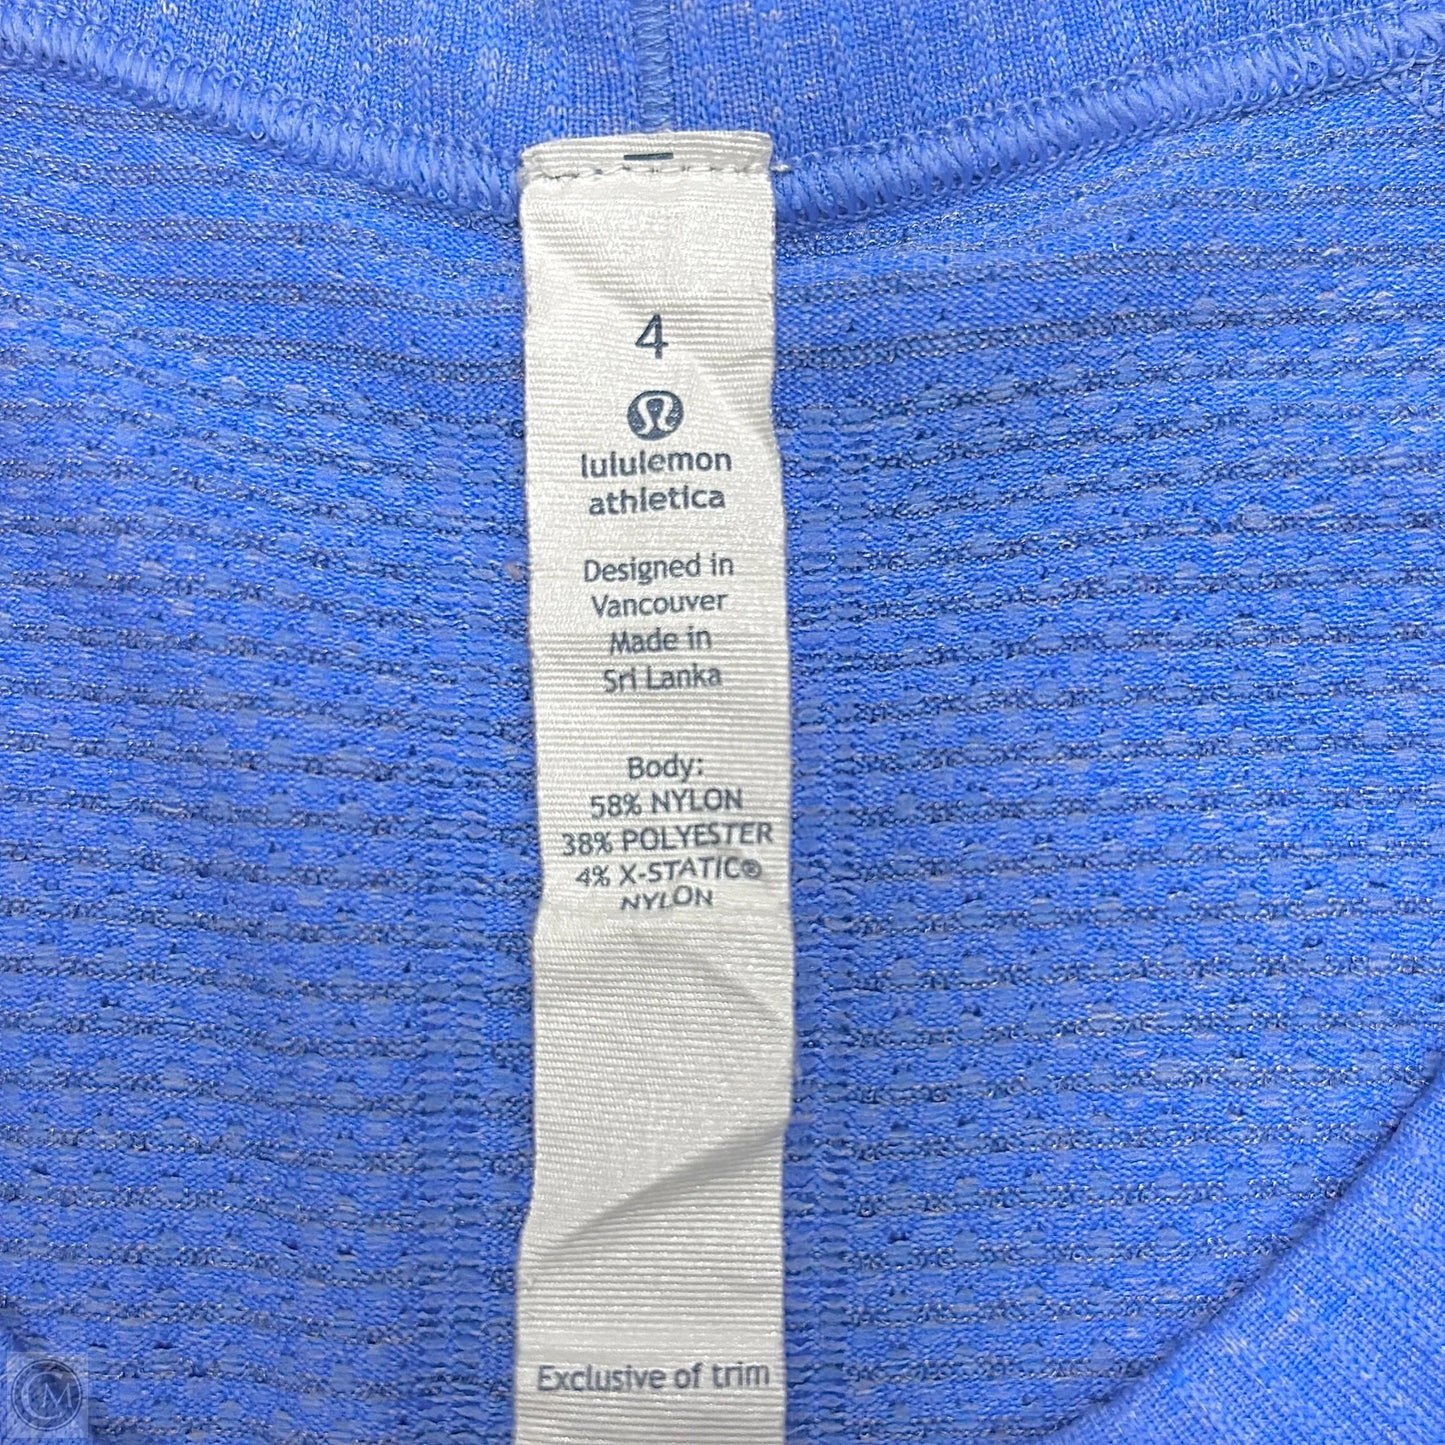 4
lululemon
athletica
Designed in
Vancouver
Made in
Sri Lanka
Body:
58% NYLON
38% POLYESTER
4% X-STATIC®
NYLON
Exclusive of trim
CM